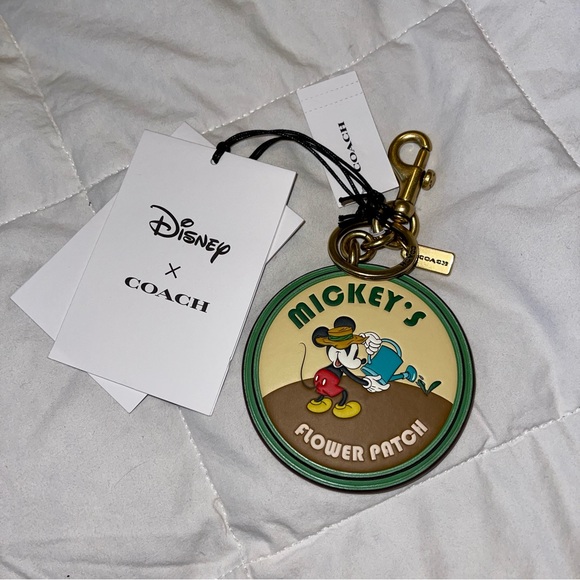 COACH
Disney
×
COACH
COACH
MICKEY'S
FLOWER PATCH